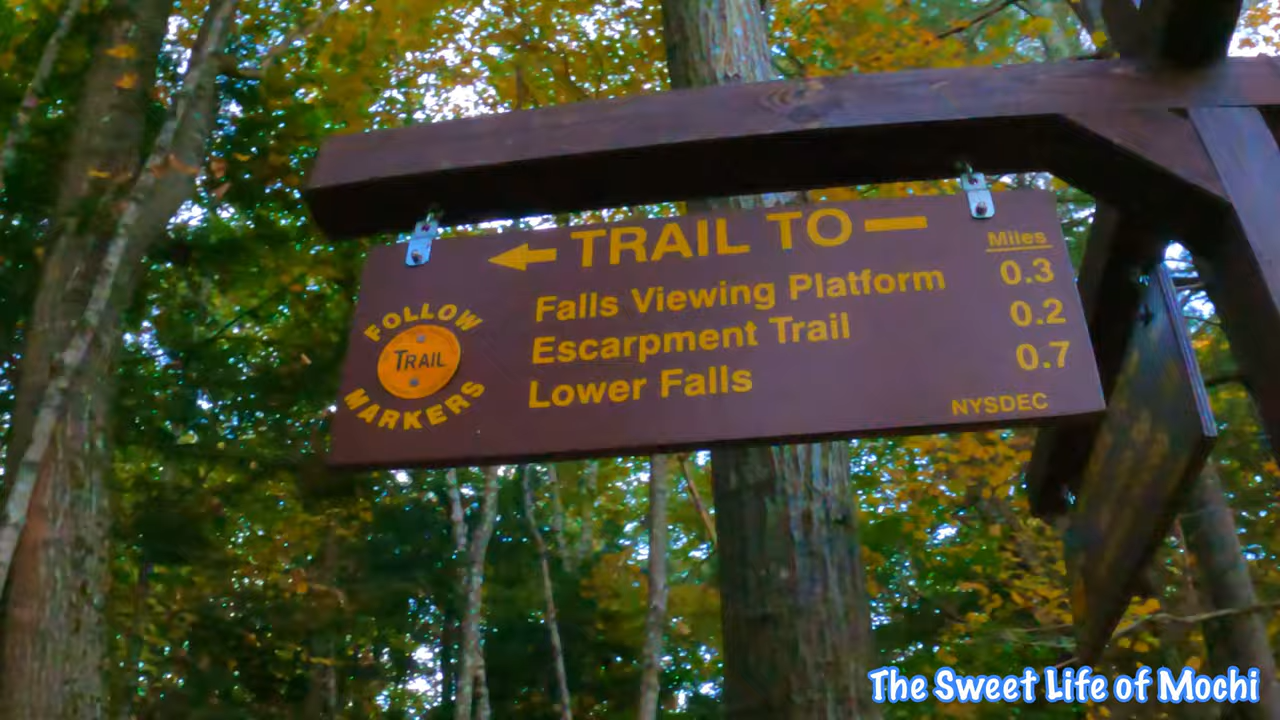 TRAIL TO
Miles
Falls Viewing Platform 0.3
Escarpment Trail 0.2
Lower Falls 0.7
FOLLOW
TRAIL
MARKERS
NYSDEC
The Sweet Life of Mochi